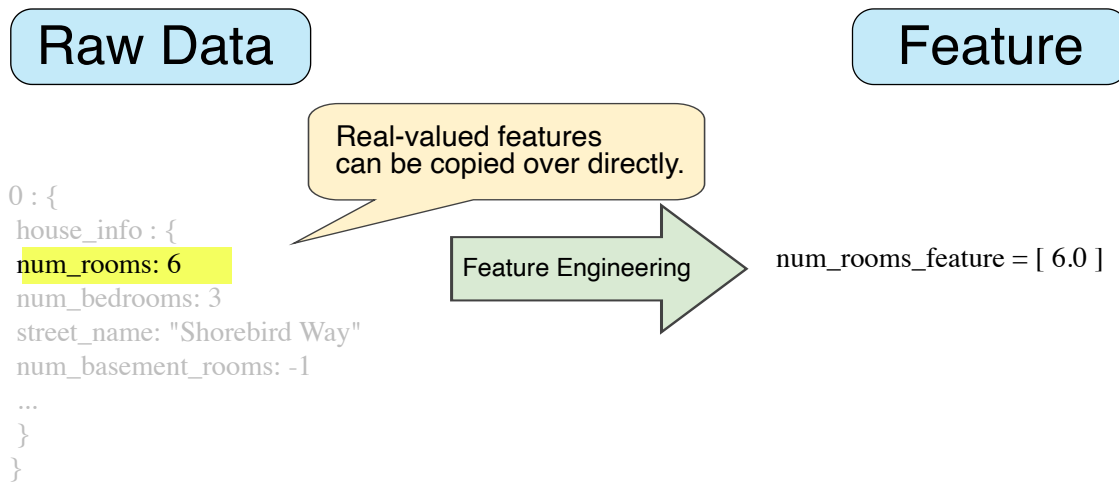 Raw Data
Feature
Real-valued features
can be copied over directly.
0 : {
house_info : {
num_rooms: 6
num_bedrooms: 3
street_name: "Shorebird Way"
num_basement_rooms: -1
...
}
}
Feature Engineering
num_rooms_feature = [ 6.0 ]